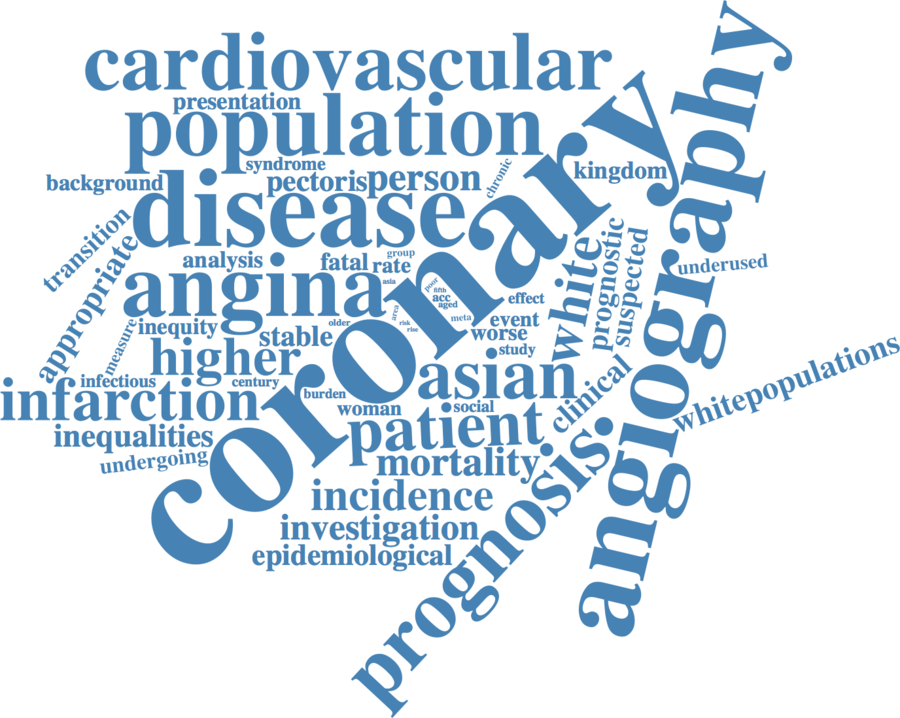 cardiovascular
presentation
population
syndrome
chronic
kingdom
background
pectoris
person
disease
coronary
angiography
transition
appropriate
analysis
fatal
rate
group
asia
angina
poor
fifth
acc
aged
effect
white
prognostic
suspected
underused
measure
inequity
stable
older
area
risk
rise
meta
event
worse
study
higher
infectious
century
burden
asian
clinical
whitepopulations
infarction
woman
social
patient
inequalities
undergoing
mortality
prognosis
incidence
investigation
epidemiological